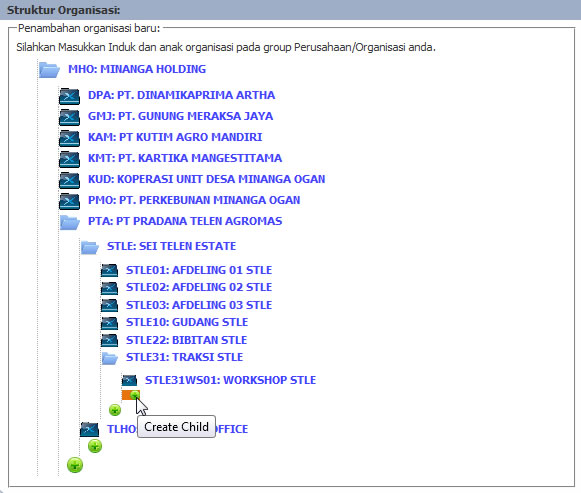 Struktur Organisasi:
Penambahan organisasi baru:
Silahkan Masukkan Induk dan anak organisasi pada group Perusahaan/Organisasi anda.
MHO: MINANGA HOLDING
DPA: PT. DINAMIKAPRIMA ARTHA
GMJ: PT. GUNUNG MERAKSA JAYA
KAM: PT KUTIM AGRO MANDIRI
KMT: PT. KARTIKA MANGESTITAMA
KUD: KOPERASI UNIT DESA MINANGA OGAN
PMO: PT. PERKEBUNAN MINANGA OGAN
PTA: PT PRADANA TELEN AGROMAS
STLE: SEI TELEN ESTATE
STLE01: AFDELING 01 STLE
STLE02: AFDELING 02 STLE
STLE03: AFDELING 03 STLE
STLE10: GUDANG STLE
STLE22: BIBITAN STLE
STLE31: TRAKSI STLE
STLE31WS01: WORKSHOP STLE
Create Child
TLHO OFFICE